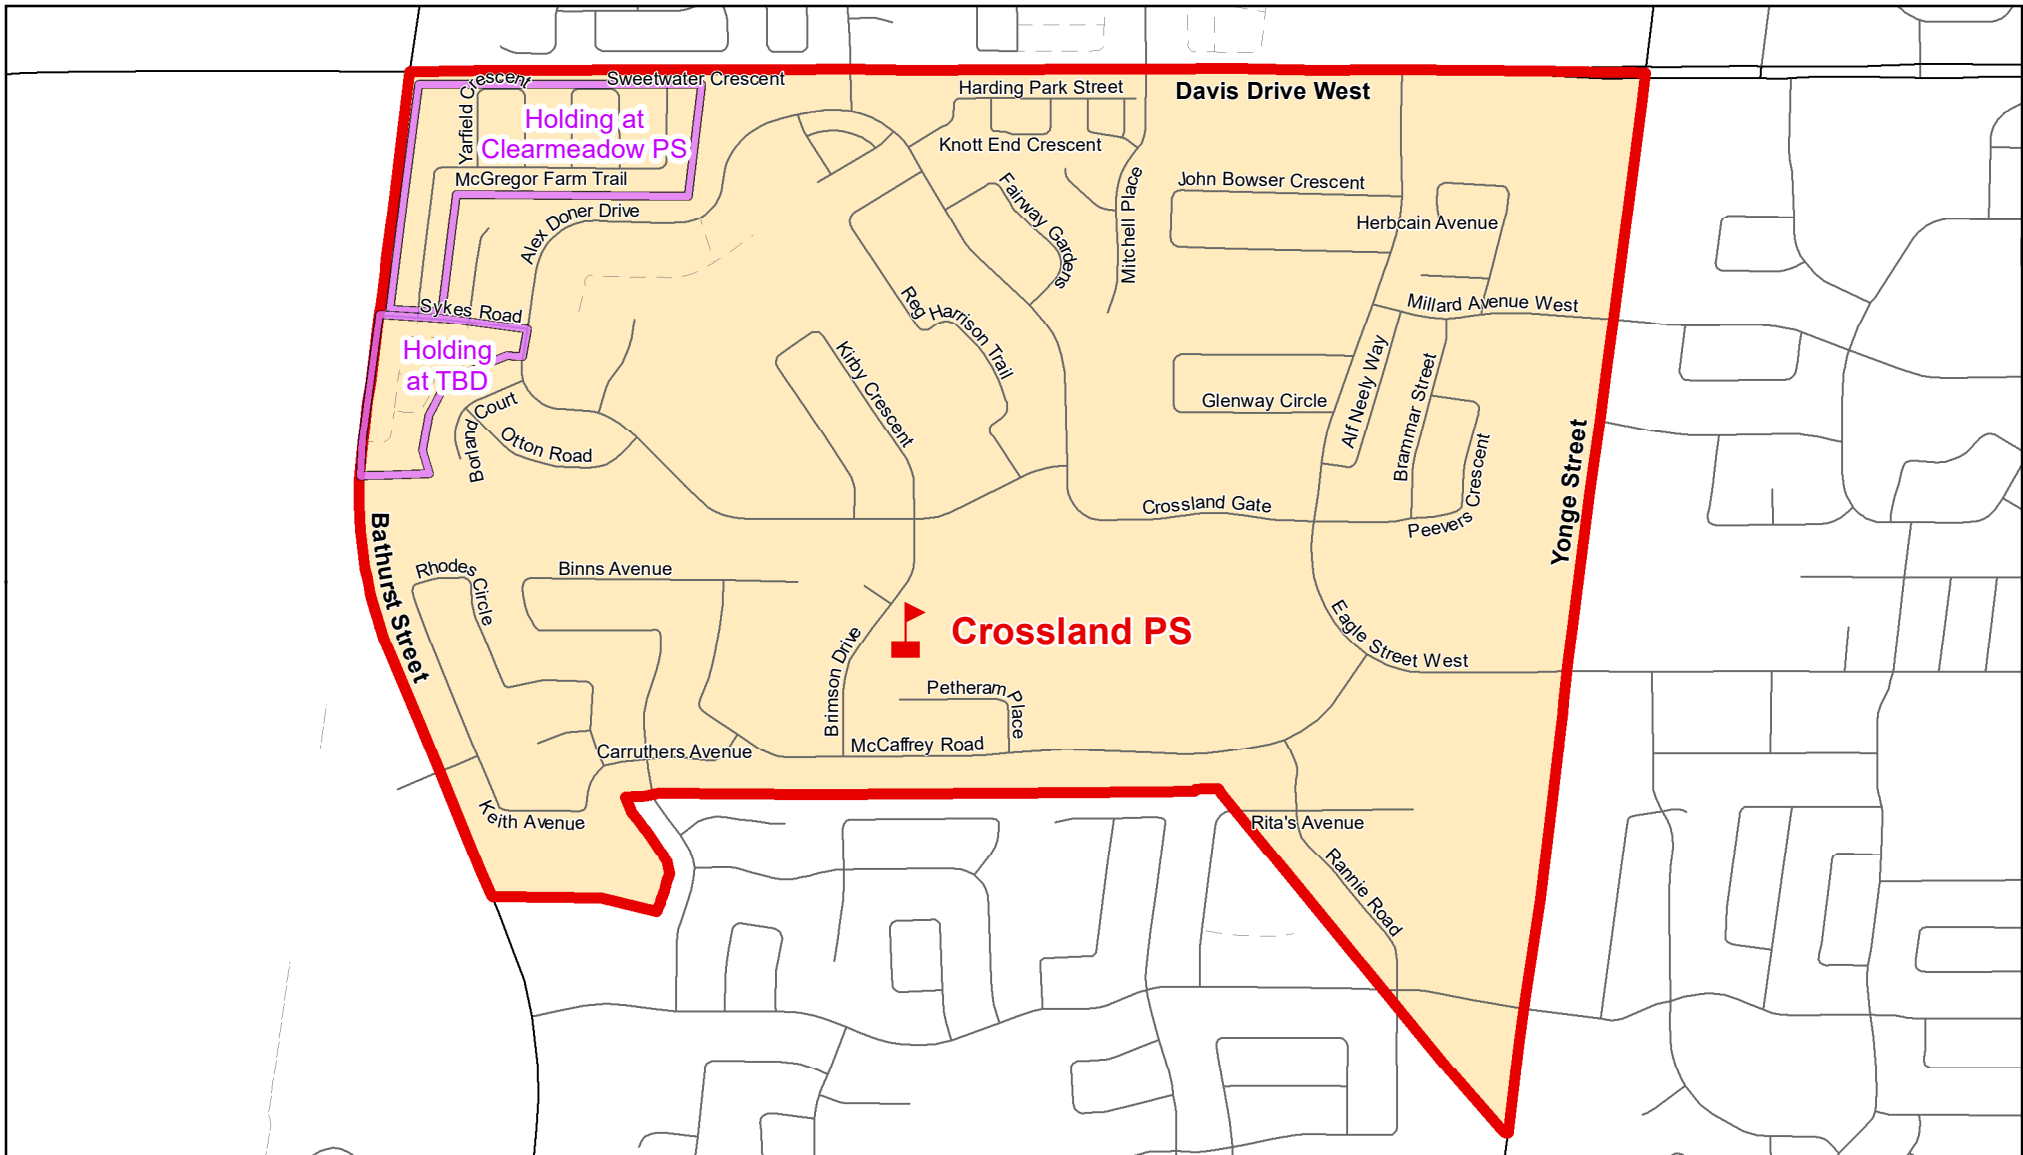 Sweetwater Crescent
Yarfield Crescent
Harding Park Street
Davis Drive West
Holding at
Clearmeadow PS
Knott End Crescent
McGregor Farm Trail
John Bowser Crescent
Fairway Gardens
Mitchell Place
Alex Doner Drive
Herbcain Avenue
Sykes Road
Reg Harrison Trail
Millard Avenue West
Holding
at TBD
Kirby Crescent
Alf Neely Way
Brammar Street
Glenway Circle
Borland Court
Otton Road
Peevers Crescent
Yonge Street
Crossland Gate
Bathurst Street
Rhodes Circle
Binns Avenue
Crossland PS
Eagle Street West
Brimson Drive
Petheram Place
McCaffrey Road
Carruthers Avenue
Keith Avenue
Rita's Avenue
Rannie Road